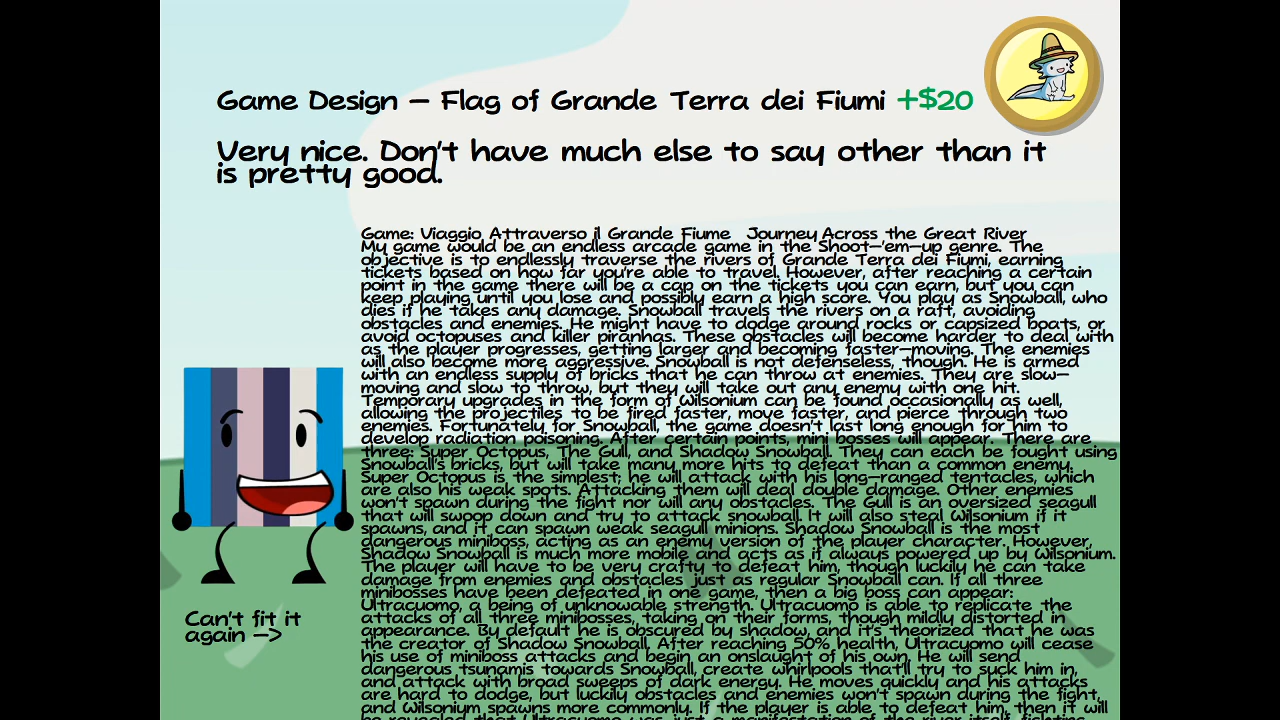 Game Design - Flag of Grande Terra dei Fiumi +$20
Very nice. Don't have much else to say other than it
is pretty good.
Game: Viaggio Attraverso il Grande Fiume Journey Across the Great River
My game would be an endless arcade game in the Shoot-'em-up genre. The
objective is to endlessly traverse the rivers of Grande Terra dei Fiumi, earning
tickets based on how far you're able to travel. However, after reaching a certain
point in the game there will be a cap on the tickets you can earn, but you can
keep playing until you lose and possibly earn a high score. You play as Snowball, who
dies if he takes any damage. Snowball travels the rivers on a raft, avoiding
obstacles and enemies. He might have to dodge around rocks or capsized boats, or
avoid octopuses and killer piranhas. These obstacles will become harder to deal with
as the player progresses, getting larger and becoming faster-moving. The enemies
will also become more aggressive. Snowball is not defenseless, though. He is armed
with an endless supply of bricks that he can throw at enemies. They are slow-
moving and slow to throw, but they will take out any enemy with one hit.
Temporary upgrades in the form of Wilsonium can be found occasionally as well,
allowing the projectiles to be fired faster, move faster, and pierce through two
enemies. Fortunately for Snowball, the game doesn't last long enough for him to
develop radiation poisoning. After certain points, mini bosses will appear. There are
three: Super Octopus, The Gull, and Shadow Snowball. They can each be fought using
Snowball's bricks, but will take many more hits to defeat than a common enemy.
Super Octopus is the simplest; he will attack with his long-ranged tentacles, which
are also his weak spots. Attacking them will deal double damage. Other enemies
won't spawn during the fight nor will any obstacles. The Gull is an oversized seagull
that will swoop down and try to attack snowball. It will also steal Wilsonium if it
spawns, and it can spawn weak seagull minions. Shadow Snowball is the most
dangerous miniboss, acting as an enemy version of the player character. However,
Shadow Snowball is much more mobile and acts as if always powered up by Wilsonium.
The player will have to be very crafty to defeat him, though luckily he can take
damage from enemies and obstacles just as regular Snowball can. If all three
minibosses have been defeated in one game, then a big boss can appear:
Ultracuomo, a being of unknowable strength. Ultracuomo is able to replicate the
attacks of all three minibosses, taking on their forms, though mildly distorted in
appearance. By default he is obscured by shadow, and it's theorized that he was
the creator of Shadow Snowball. After reaching 50% health, Ultracuomo will cease
his use of miniboss attacks and begin an onslaught of his own. He will send
dangerous tsunamis towards Snowball, create whirlpools that'll try to suck him in,
and attack with broad sweeps of dark energy. He moves quickly and his attacks
are hard to dodge, but luckily obstacles and enemies won't spawn during the fight,
and Wilsonium spawns more commonly. If the player is able to defeat him, then it will
be revealed that Ultracuomo was just a manifestation of the river itself, fighting
Can't fit it
again ->